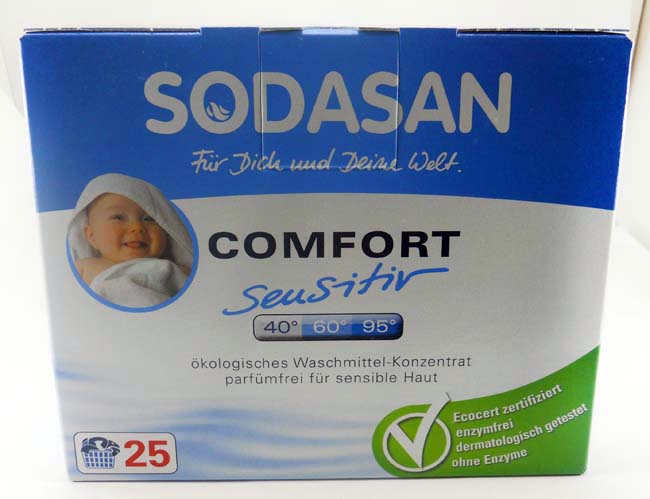 SODASAN
Für Dich und Deine Welt.
COMFORT
sensitiv
40° 60° 95°
ökologisches Waschmittel-Konzentrat
parfümfrei für sensible Haut
25
Ecocert zertifiziert
enzymfrei
dermatologisch getestet
ohne Enzyme